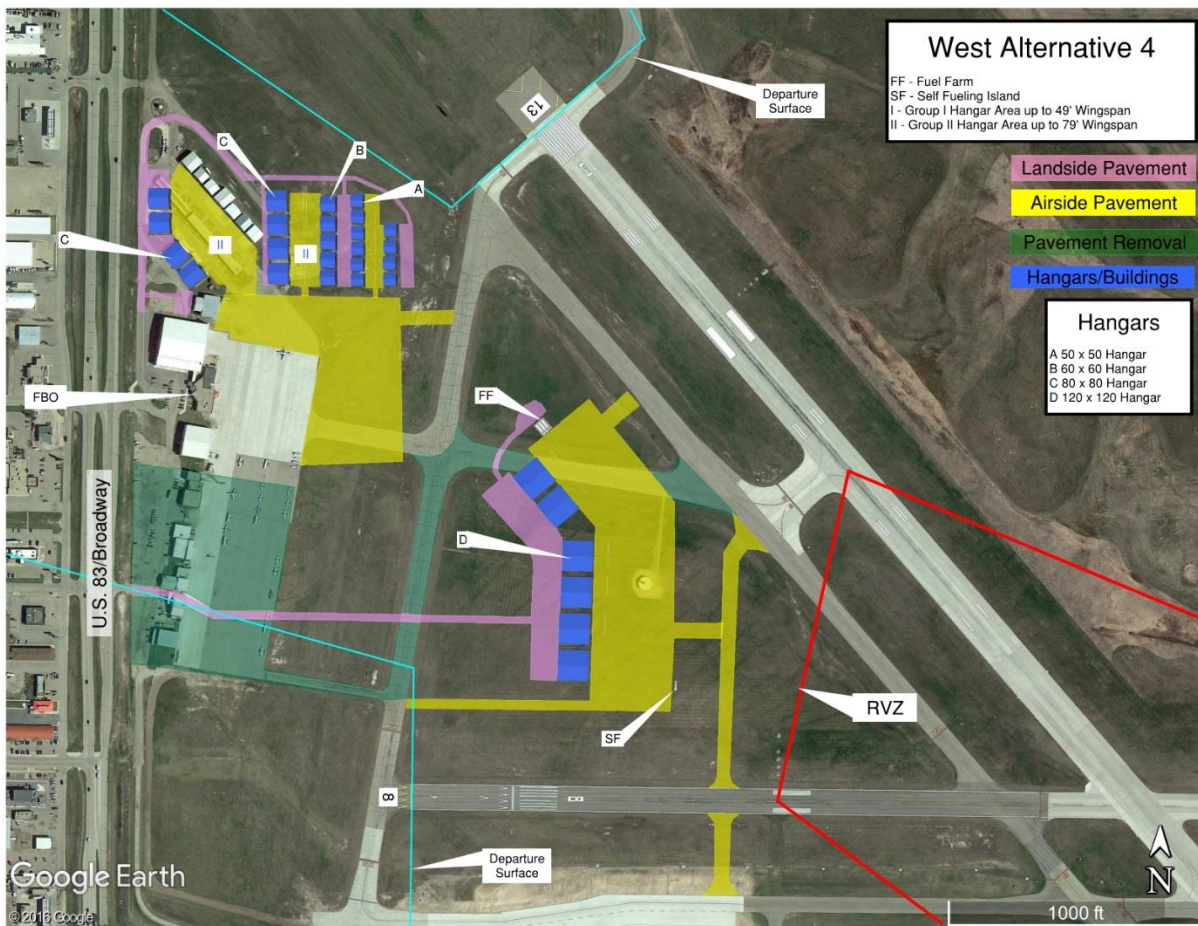 West Alternative 4
FF - Fuel Farm
SF - Self Fueling Island
I - Group I Hangar Area up to 49' Wingspan
II - Group II Hangar Area up to 79' Wingspan
Landside Pavement
Airside Pavement
Pavement Removal
Hangars/Buildings
Hangars
A 50 x 50 Hangar
B 60 x 60 Hangar
C 80 x 80 Hangar
D 120 x 120 Hangar
Departure
Surface
13
C
B
A
C
II
II
FBO
FF
D
U.S. 83/Broadway
RVZ
SF
8
Departure
Surface
Google Earth
© 2016 Google
N
1000 ft